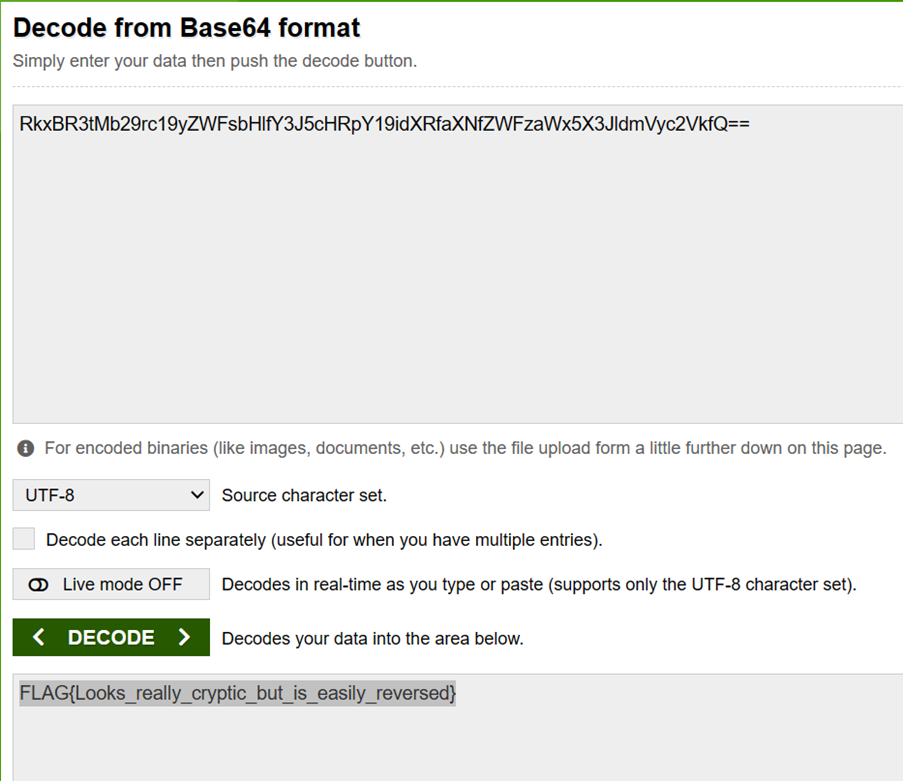 Decode from Base64 format
Simply enter your data then push the decode button.
RkxBR3tMb29rc19yZWFsbHlfY3J5cHRpY19idXRfaXNfZWFzaWx5X3JldmVyc2VkfQ==
For encoded binaries (like images, documents, etc.) use the file upload form a little further down on this page.
UTF-8 Source character set.
Decode each line separately (useful for when you have multiple entries).
Live mode OFF Decodes in real-time as you type or paste (supports only the UTF-8 character set).
DECODE Decodes your data into the area below.
FLAG{Looks_really_cryptic_but_is_easily_reversed}